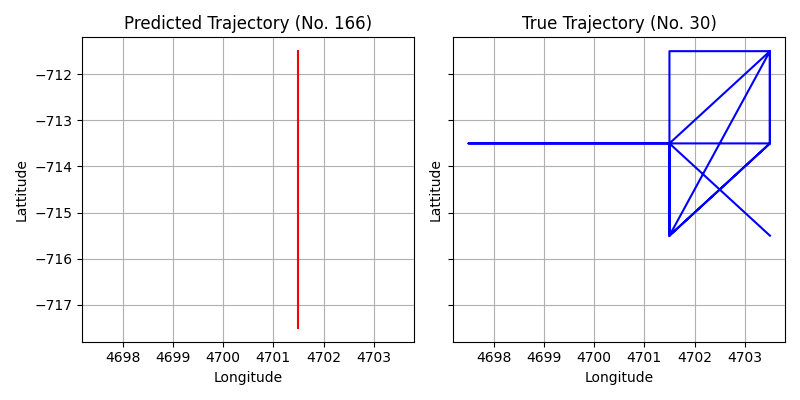 Predicted Trajectory (No. 166)
True Trajectory (No. 30)
−712
−713
−714
−715
−716
−717
Lattitude
Lattitude
4698 4699 4700 4701 4702 4703
4698 4699 4700 4701 4702 4703
Longitude
Longitude